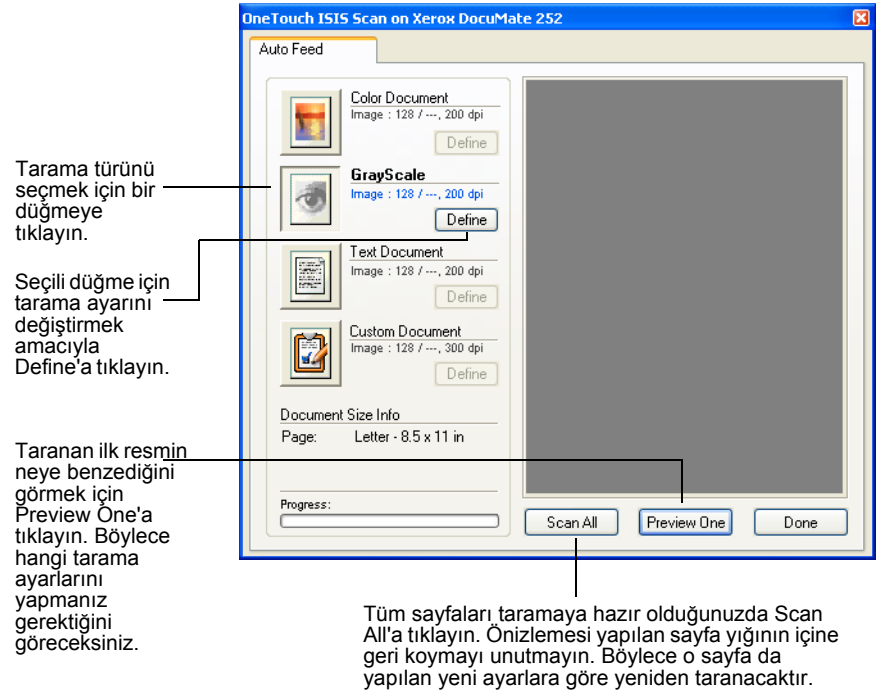 OneTouch ISIS Scan on Xerox DocuMate 252
Auto Feed
Color Document
Image : 128 / ---, 200 dpi
Define
GrayScale
Image : 128 / ---, 200 dpi
Define
Text Document
Image : 128 / ---, 200 dpi
Define
Custom Document
Image : 128 / ---, 300 dpi
Define
Document Size Info
Page: Letter - 8.5 x 11 in
Progress:
Scan All
Preview One
Done
Tarama türünü
seçmek için bir
düğmeye
tıklayın.
Seçili düğme için
tarama ayarını
değiştirmek
amacıyla
Define'a tıklayın.
Taranan ilk resmin
neye benzediğini
görmek için
Preview One'a
tıklayın. Böylece
hangi tarama
ayarlarını
yapmanız
gerektiğini
göreceksiniz.
Tüm sayfaları taramaya hazır olduğunuzda Scan
All'a tıklayın. Önizlemesi yapılan sayfa yığının içine
geri koymayı unutmayın. Böylece o sayfa da
yapılan yeni ayarlara göre yeniden taranacaktır.